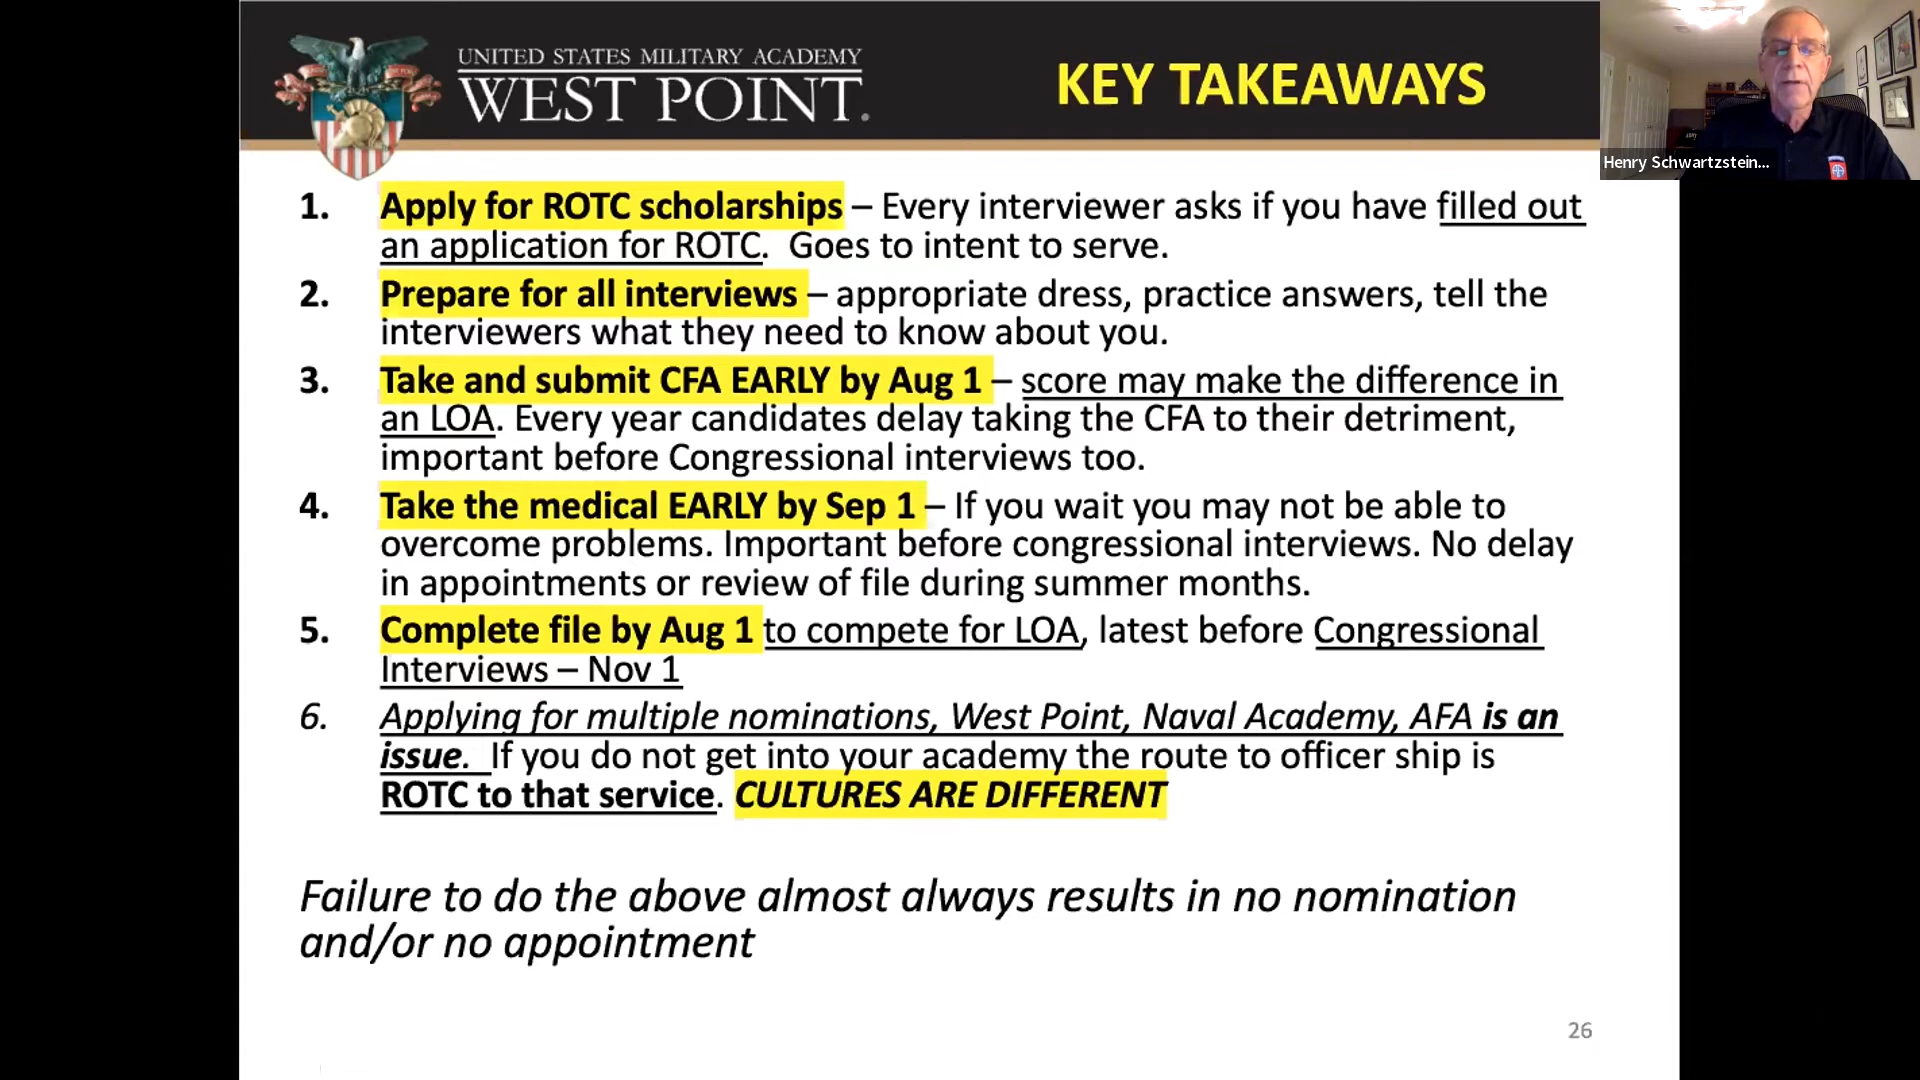 UNITED STATES MILITARY ACADEMY
WEST POINT.
KEY TAKEAWAYS
Henry Schwartzstein...
1. Apply for ROTC scholarships – Every interviewer asks if you have filled out
an application for ROTC. Goes to intent to serve.
2. Prepare for all interviews – appropriate dress, practice answers, tell the
interviewers what they need to know about you.
3. Take and submit CFA EARLY by Aug 1 – score may make the difference in
an LOA. Every year candidates delay taking the CFA to their detriment,
important before Congressional interviews too.
4. Take the medical EARLY by Sep 1 – If you wait you may not be able to
overcome problems. Important before congressional interviews. No delay
in appointments or review of file during summer months.
5. Complete file by Aug 1 to compete for LOA, latest before Congressional
Interviews – Nov 1
6. Applying for multiple nominations, West Point, Naval Academy, AFA is an
issue. If you do not get into your academy the route to officer ship is
ROTC to that service. CULTURES ARE DIFFERENT
Failure to do the above almost always results in no nomination
and/or no appointment
26